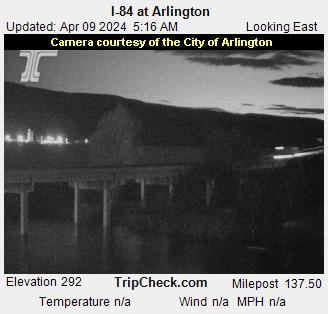 I-84 at Arlington
Updated: Apr 09 2024 5:16 AM Looking East
Camera courtesy of the City of Arlington
Elevation 292 TripCheck.com Milepost 137.50
Temperature n/a Wind n/a MPH n/a